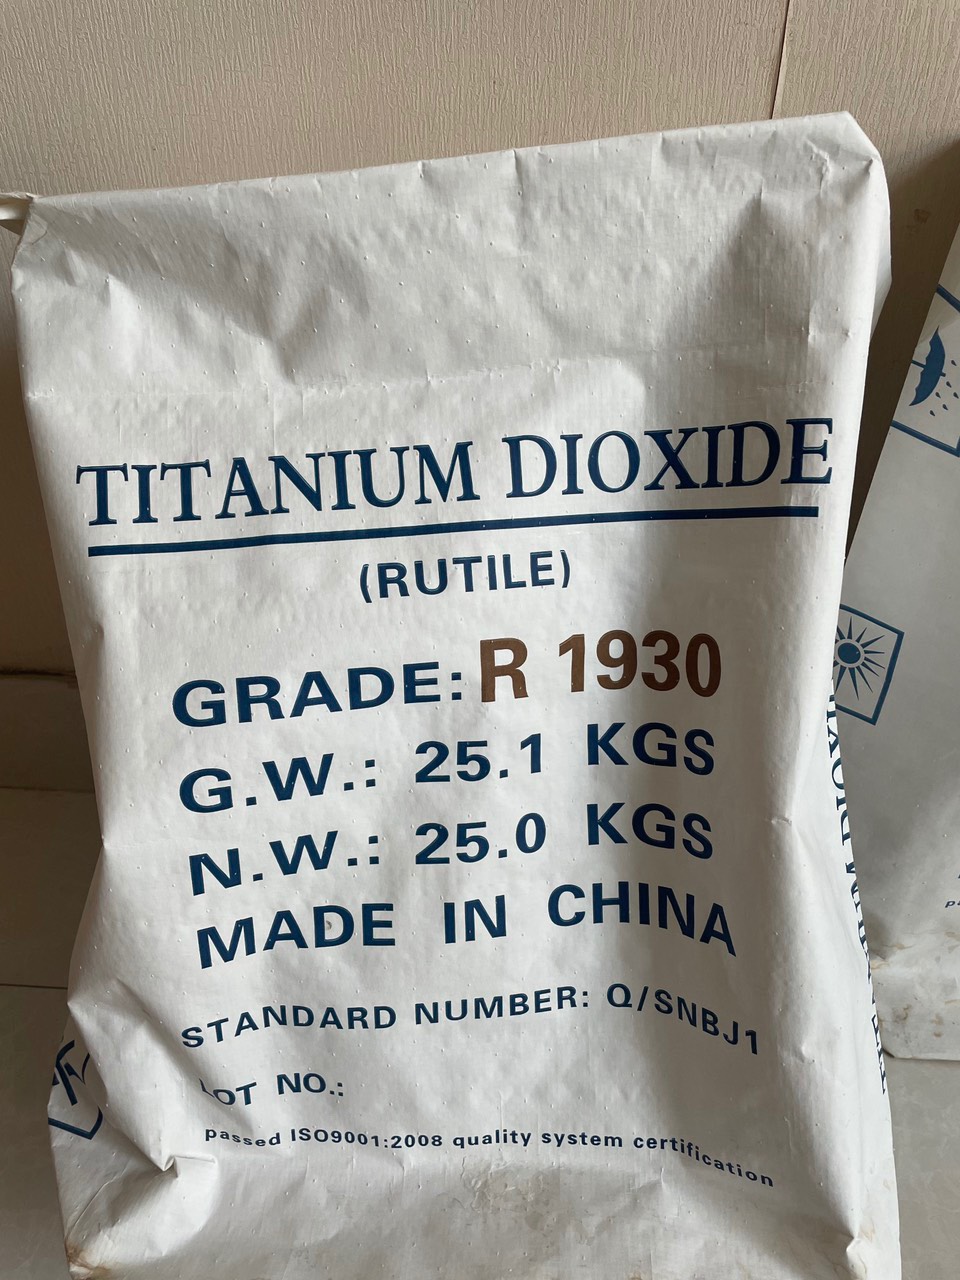 TITANIUM DIOXIDE
(RUTILE)
GRADE: R 1930
G.W.: 25.1 KGS
N.W.: 25.0 KGS
MADE IN CHINA
STANDARD NUMBER: Q/SNBJ1
LOT NO.:
passed ISO9001:2008 quality system certification